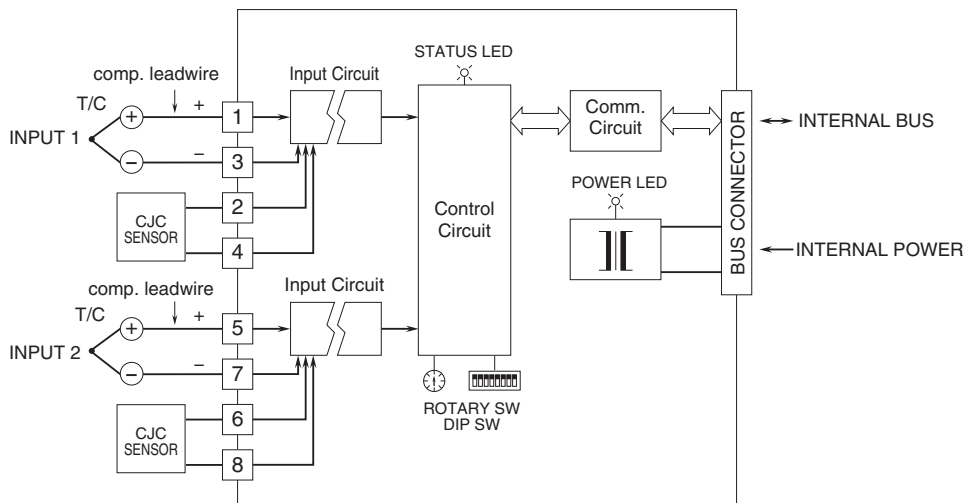 STATUS LED
comp. leadwire
Input Circuit
T/C
+
+
1
INPUT 1
–
–
3
2
CJC
SENSOR
4
Control
Circuit
Comm.
Circuit
POWER LED
BUS CONNECTOR
INTERNAL BUS
INTERNAL POWER
comp. leadwire
Input Circuit
T/C
+
+
5
INPUT 2
–
–
7
6
CJC
SENSOR
8
ROTARY SW
DIP SW